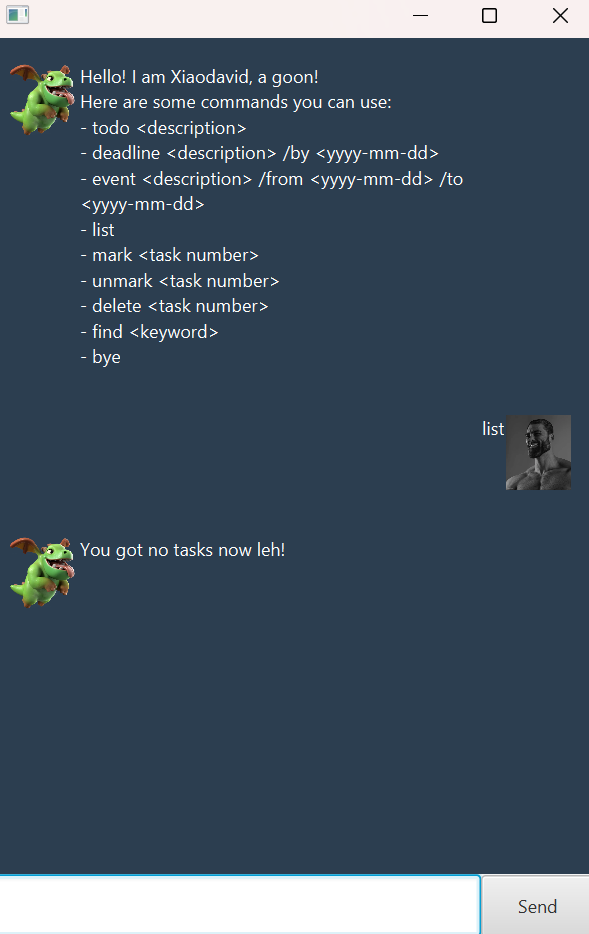 Hello! I am Xiaodavid, a goon!
Here are some commands you can use:
- todo <description>
- deadline <description> /by <yyyy-mm-dd>
- event <description> /from <yyyy-mm-dd> /to
<yyyy-mm-dd>
- list
- mark <task number>
- unmark <task number>
- delete <task number>
- find <keyword>
- bye
list
You got no tasks now leh!
Send